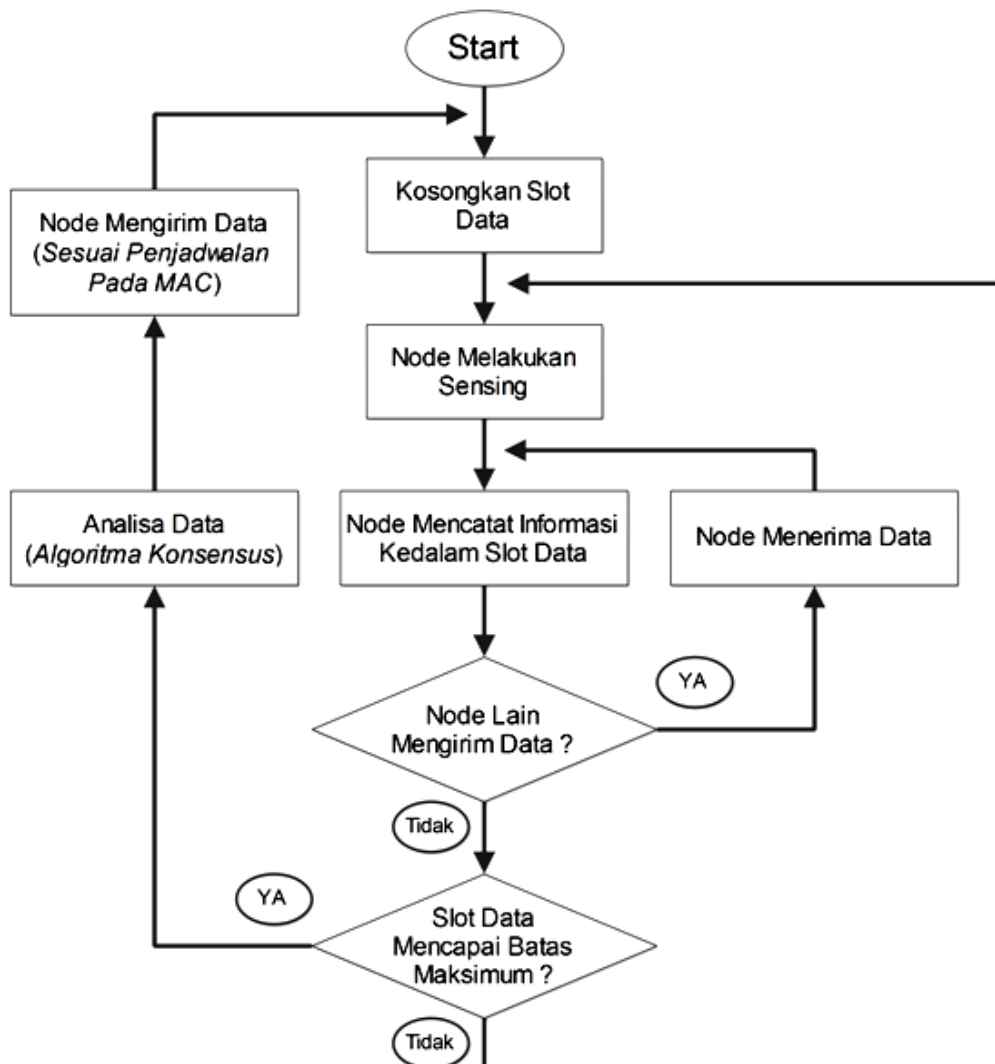 Start
Kosongkan Slot
Data
Node Mengirim Data
(Sesuai Penjadwalan
Pada MAC)
Node Melakukan
Sensing
Analisa Data
(Algoritma Konsensus)
Node Mencatat Informasi
Kedalam Slot Data
Node Menerima Data
YA
Node Lain
Mengirim Data ?
Tidak
YA
Slot Data
Mencapai Batas
Maksimum ?
Tidak